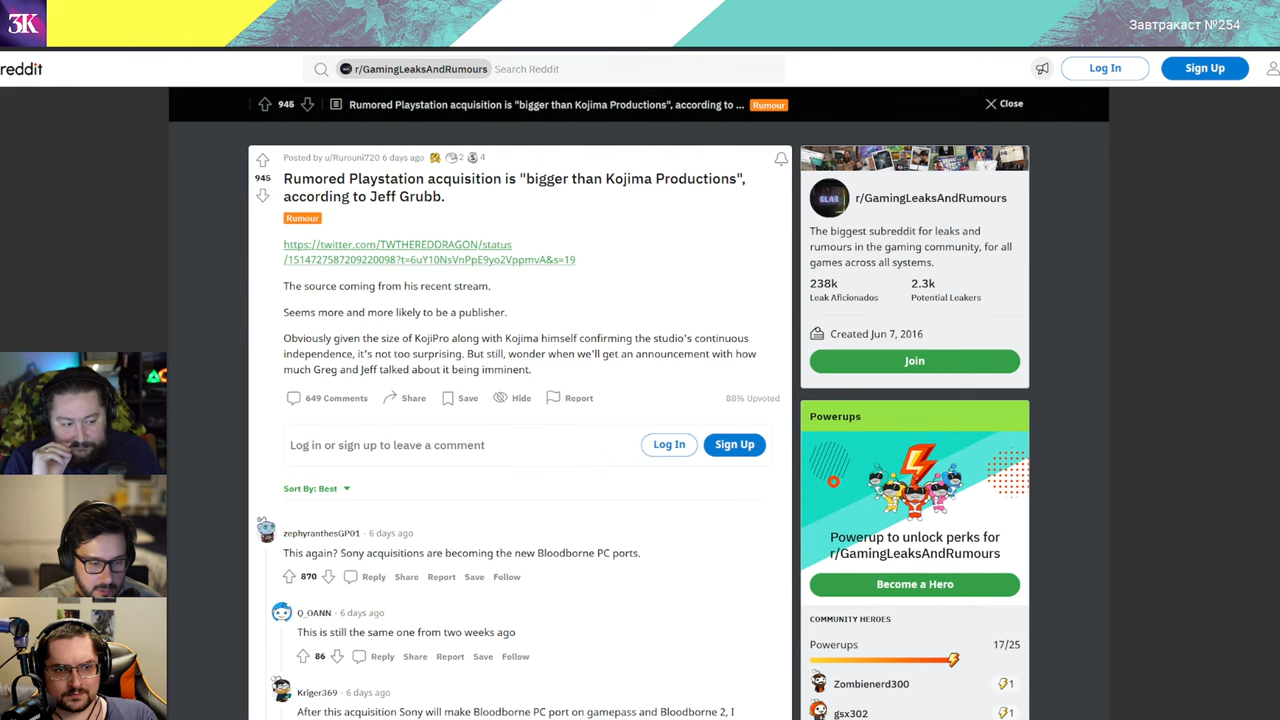 ЗК
Завтракаст №254
reddit
r/GamingLeaksAndRumours
Search Reddit
Log In
Sign Up
945
Rumored Playstation acquisition is "bigger than Kojima Productions", according to ...
Rumour
Close
Posted by u/Rurouni720 6 days ago
2
4
945
Rumored Playstation acquisition is "bigger than Kojima Productions",
according to Jeff Grubb.
Rumour
https://twitter.com/TWTHEREDDRAGON/status
/1514727587209220098?t=6uY10NsVnPpE9yo2VppmvA&s=19
The source coming from his recent stream.
Seems more and more likely to be a publisher.
Obviously given the size of KojiPro along with Kojima himself confirming the studio's continuous
independence, it's not too surprising. But still, wonder when we'll get an announcement with how
much Greg and Jeff talked about it being imminent.
649 Comments
Share
Save
Hide
Report
88% Upvoted
Log in or sign up to leave a comment
Log In
Sign Up
Sort By: Best
zephyranthesGP01 · 6 days ago
This again? Sony acquisitions are becoming the new Bloodborne PC ports.
870
Reply
Share
Report
Save
Follow
Q_OANN · 6 days ago
This is still the same one from two weeks ago
86
Reply
Share
Report
Save
Follow
Kriger369 · 6 days ago
After this acquisition Sony will make Bloodborne PC port on gamepass and Bloodborne 2, I
GLAR
r/GamingLeaksAndRumours
The biggest subreddit for leaks and
rumours in the gaming community, for all
games across all systems.
238k
2.3k
Leak Aficionados
Potential Leakers
Created Jun 7, 2016
Join
Powerups
Powerup to unlock perks for
r/GamingLeaksAndRumours
Become a Hero
COMMUNITY HEROES
Powerups
17/25
Zombienerd300
1
gsx302
1